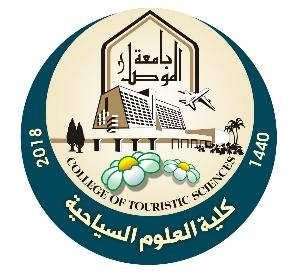 جامعة
الموصل
COLLEGE OF TOURISTIC SCIENCES
2018
1440
كلية العلوم السياحية